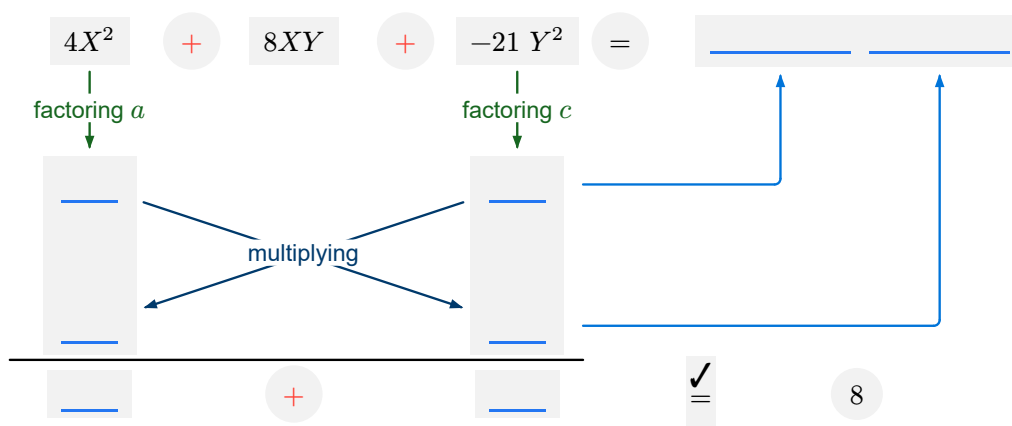 4X² + 8XY + −21 Y² =
factoring a factoring c
multiplying
+ ✓= 8